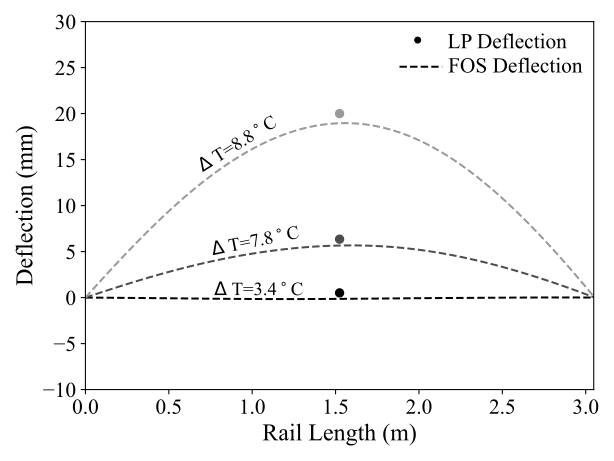 30
25
20
15
10
5
0
−5
−10
Deflection (mm)
LP Deflection
FOS Deflection
Δ T=8.8°C
Δ T=7.8°C
Δ T=3.4°C
0.0 0.5 1.0 1.5 2.0 2.5 3.0
Rail Length (m)